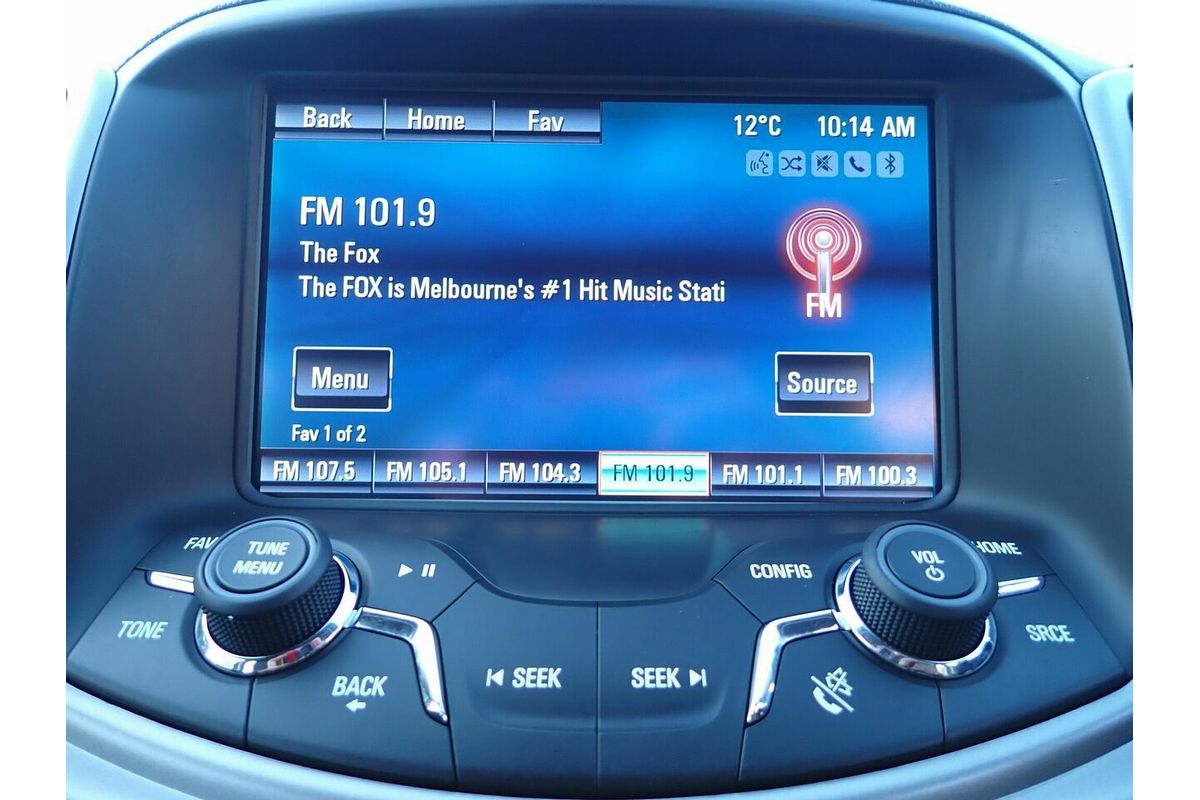 Back Home Fav 12°C 10:14 AM
FM 101.9
The Fox
The FOX is Melbourne's #1 Hit Music Stati
FM
Menu Source
Fav 1 of 2
FM 107.5 FM 105.1 FM 104.3 FM 101.9 FM 101.1 FM 100.3
FAV TUNE MENU CONFIG VOL HOME
TONE SRCE
BACK SEEK SEEK